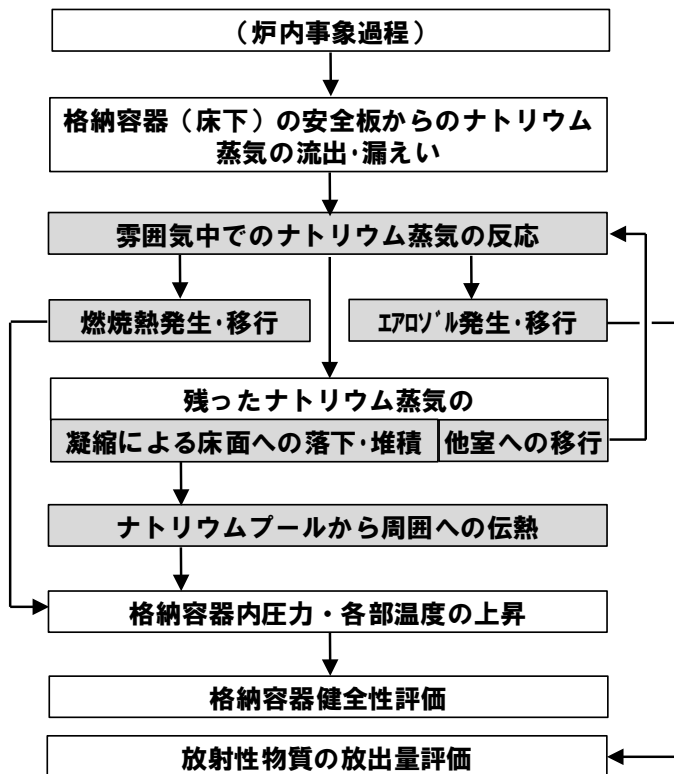 （炉内事象過程）
格納容器（床下）の安全板からのナトリウム
蒸気の流出･漏えい
雰囲気中でのナトリウム蒸気の反応
燃焼熱発生･移行
ｴｱﾛｿﾞﾙ発生･移行
残ったナトリウム蒸気の
凝縮による床面への落下･堆積
他室への移行
ナトリウムプールから周囲への伝熱
格納容器内圧力・各部温度の上昇
格納容器健全性評価
放射性物質の放出量評価